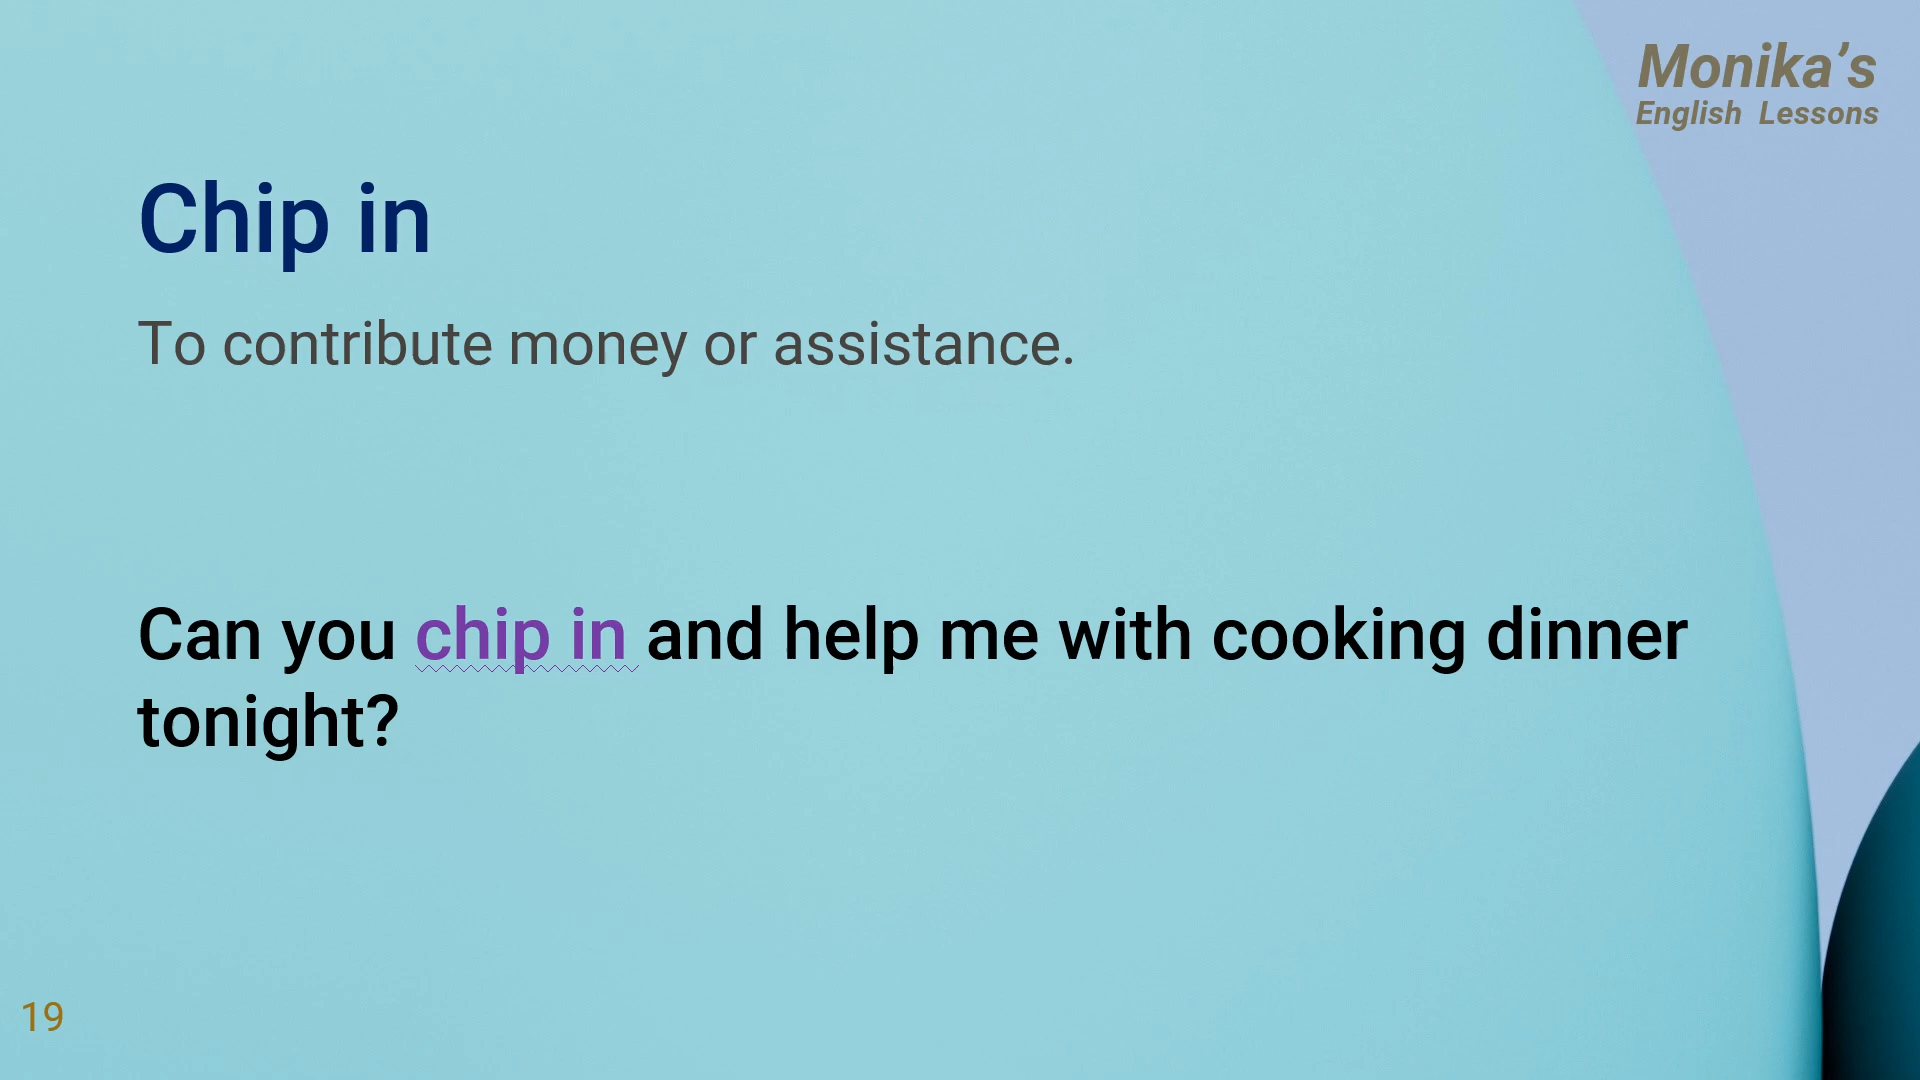 Monika’s
English Lessons
Chip in
To contribute money or assistance.
Can you chip in and help me with cooking dinner
tonight?
19